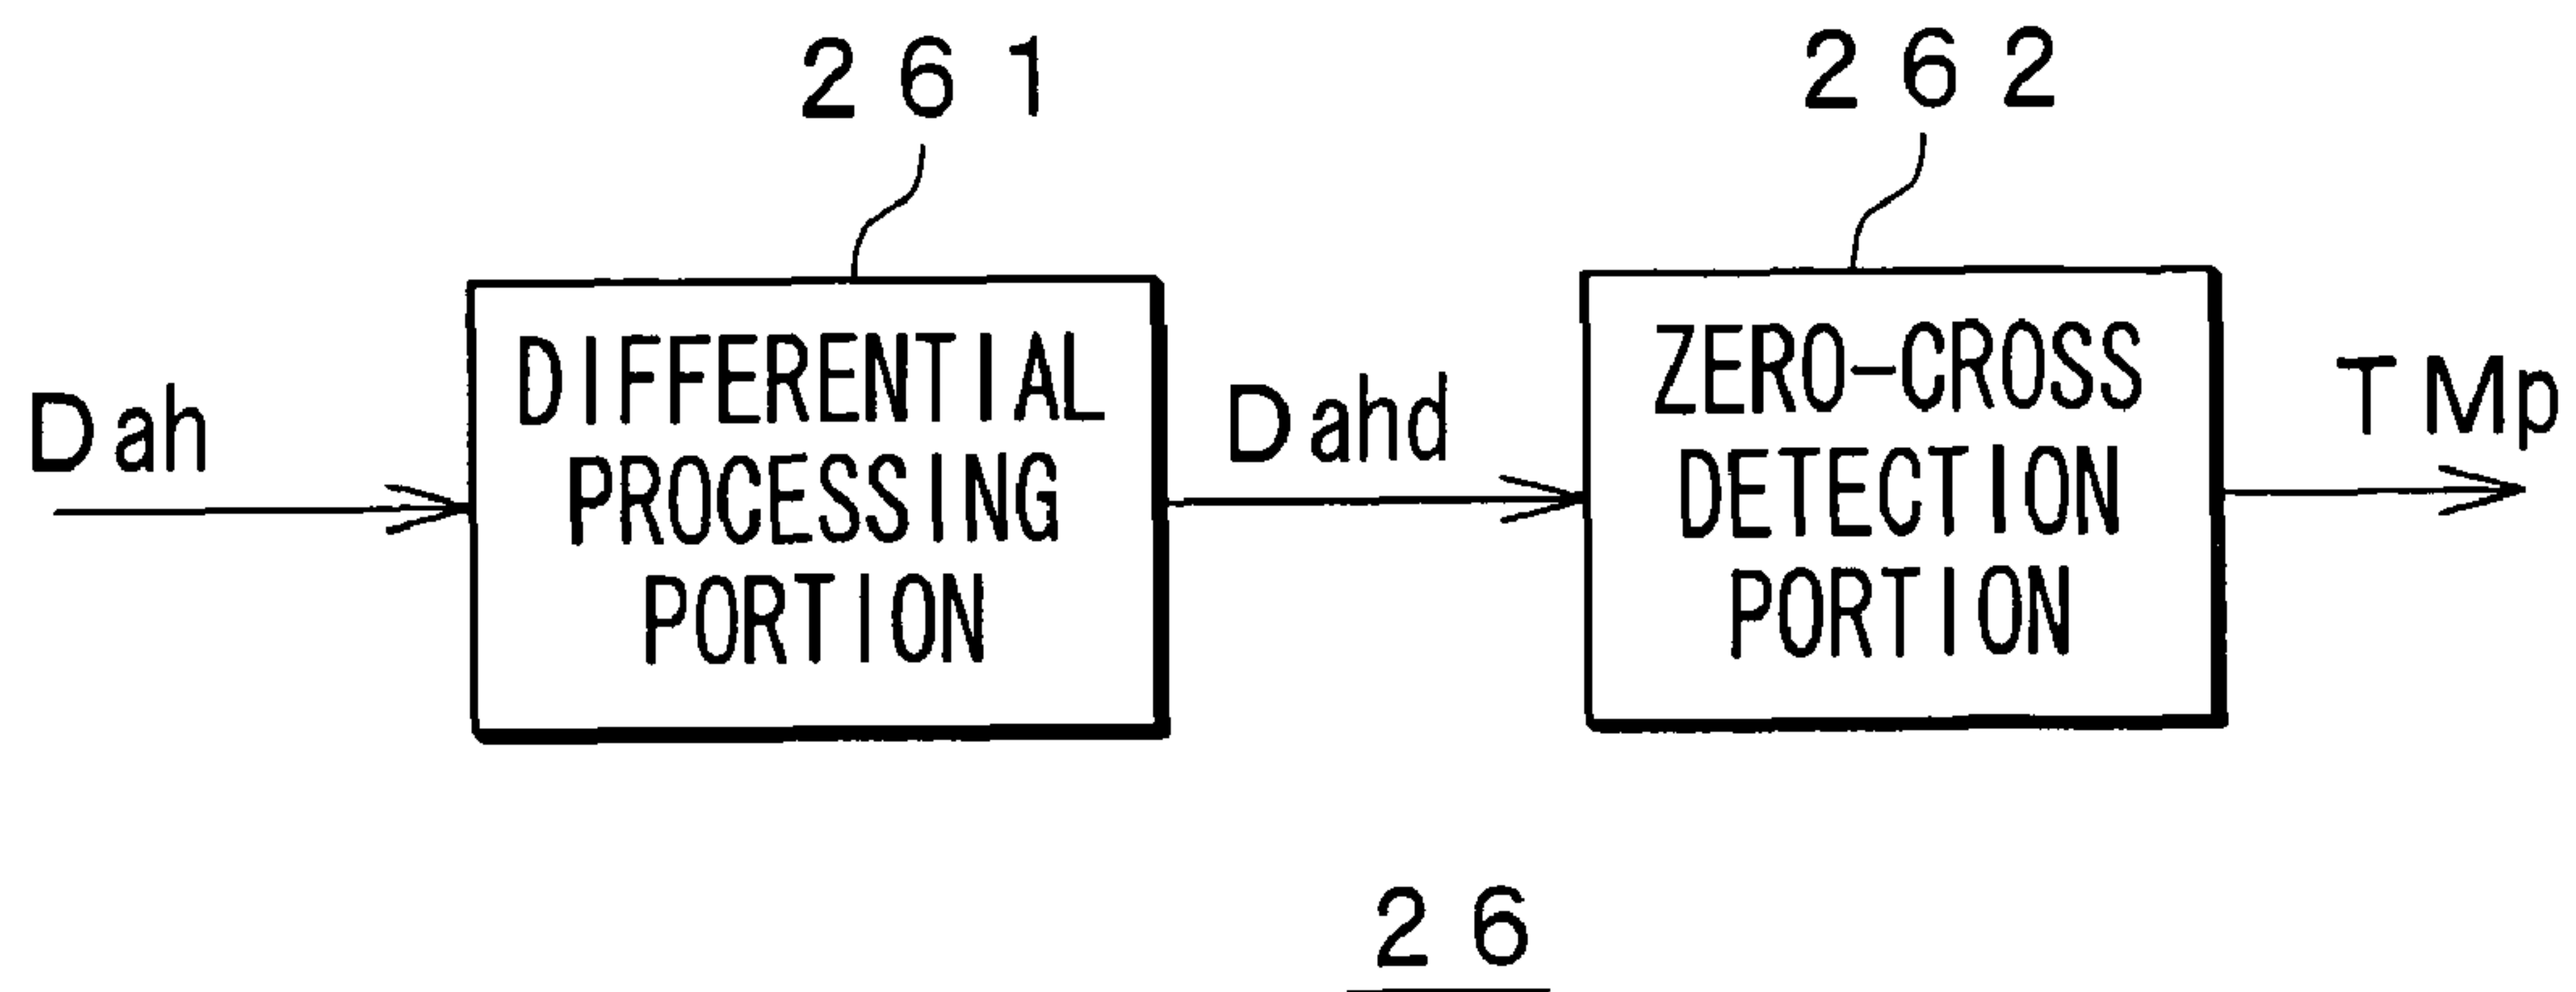 261
262
Dah
DIFFERENTIAL
PROCESSING
PORTION
Dahd
ZERO-CROSS
DETECTION
PORTION
TMp
26